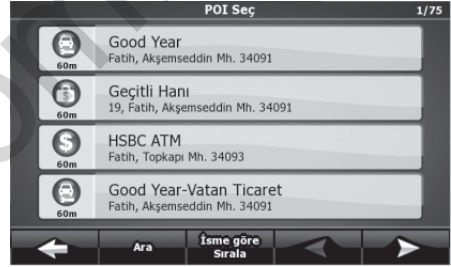 POI Seç
1/75
Good Year
Fatih, Akşemseddin Mh. 34091
60m
Geçitli Hanı
19, Fatih, Akşemseddin Mh. 34091
60m
HSBC ATM
Fatih, Topkapı Mh. 34093
60m
Good Year-Vatan Ticaret
Fatih, Akşemseddin Mh. 34091
60m
Ara
İsme göre
Sırala